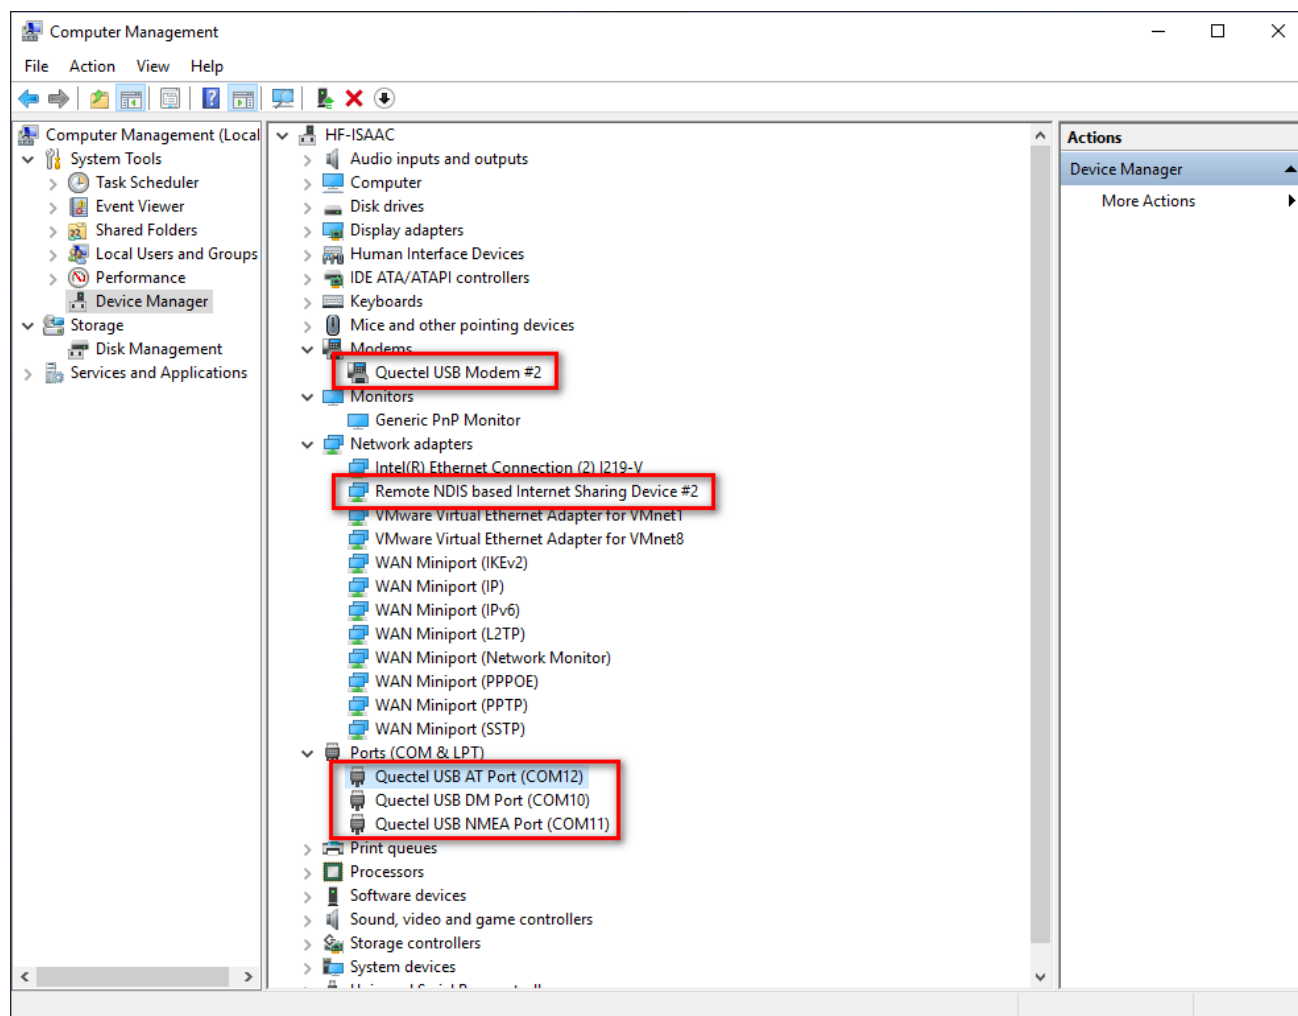 Computer Management
File Action View Help
Computer Management (Local
System Tools
Task Scheduler
Event Viewer
Shared Folders
Local Users and Groups
Performance
Device Manager
Storage
Disk Management
Services and Applications
HF-ISAAC
Audio inputs and outputs
Computer
Disk drives
Display adapters
Human Interface Devices
IDE ATA/ATAPI controllers
Keyboards
Mice and other pointing devices
Modems
Quectel USB Modem #2
Monitors
Generic PnP Monitor
Network adapters
Intel(R) Ethernet Connection (2) I219-V
Remote NDIS based Internet Sharing Device #2
VMware Virtual Ethernet Adapter for VMnet1
VMware Virtual Ethernet Adapter for VMnet8
WAN Miniport (IKEv2)
WAN Miniport (IP)
WAN Miniport (IPv6)
WAN Miniport (L2TP)
WAN Miniport (Network Monitor)
WAN Miniport (PPPOE)
WAN Miniport (PPTP)
WAN Miniport (SSTP)
Ports (COM & LPT)
Quectel USB AT Port (COM12)
Quectel USB DM Port (COM10)
Quectel USB NMEA Port (COM11)
Print queues
Processors
Software devices
Sound, video and game controllers
Storage controllers
System devices
Actions
Device Manager
More Actions